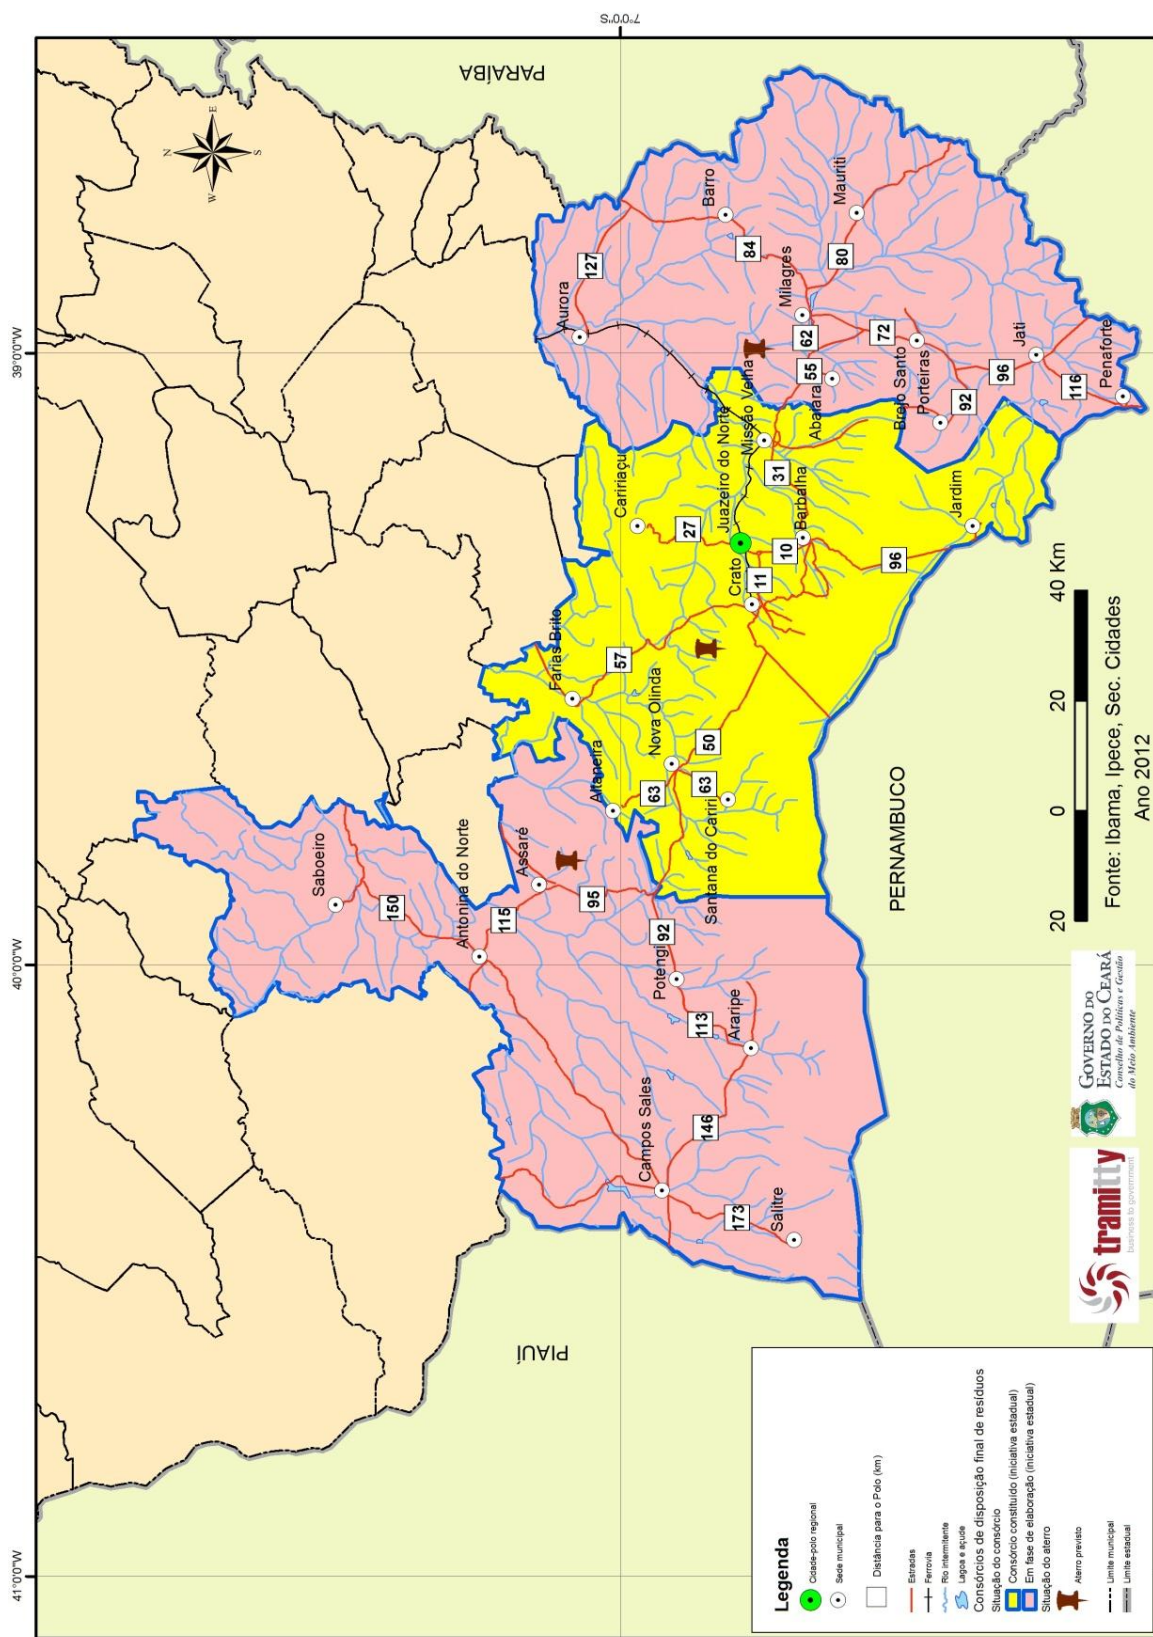 41°0'0"W
40°0'0"W
39°0'0"W
7°0'0"S
N
W
E
S
PARAÍBA
PIAUÍ
PERNAMBUCO
Saboeiro
150
Antonina do Norte
115
Assaré
95
Aurora
127
Farias Brito
Altaneira
57
Caririaçu
27
Barro
84
Campos Sales
Potengi
92
Nova Olinda
63
63
50
Santana do Cariri
Crato
11
Juazeiro do Norte
Missão Velha
Milagres
62
55
Abaiara
80
Mauriti
113
Araripe
146
173
Salitre
10
Barbalha
31
72
Brejo Santo
Porteiras
92
96
Jardim
96
Jati
116
Penaforte
20
0
20
40 Km
Fonte: Ibama, Ipece, Sec. Cidades
Ano 2012
Legenda
Cidade-polo regional
Sede municipal
Distância para o Polo (km)
Estradas
Ferrovia
Rio intermitente
Lagoa e açude
Consórcios de disposição final de resíduos
Situação do consórcio
Consórcio constituído (iniciativa estadual)
Em fase de elaboração (iniciativa estadual)
Situação do aterro
Aterro previsto
Limite municipal
Limite estadual
tramitty
business to government
GOVERNO DO
ESTADO DO CEARÁ
Conselho de Políticas e Gestão
do Meio Ambiente